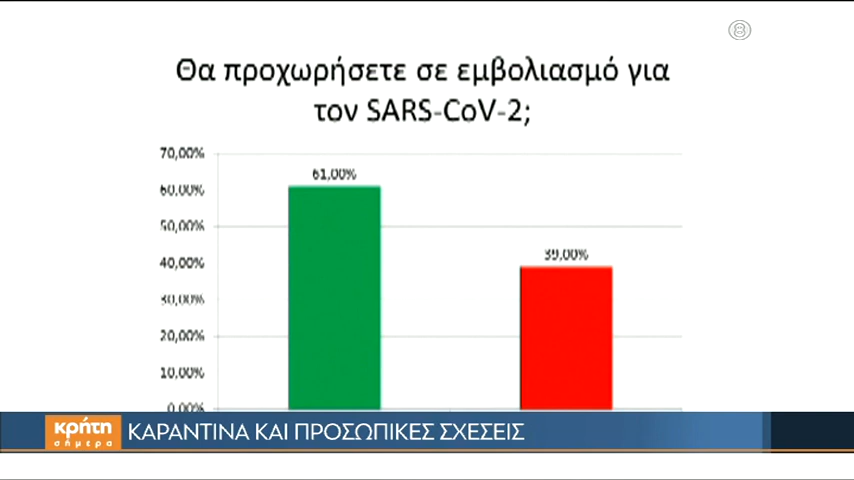 8
Θα προχωρήσετε σε εμβολιασμό για
τον SARS-CoV-2;
70,00%
61,00%
60,00%
50,00%
39,00%
40,00%
30,00%
20,00%
10,00%
0,00%
κρήτη
σήμερα
ΚΑΡΑΝΤΙΝΑ ΚΑΙ ΠΡΟΣΩΠΙΚΕΣ ΣΧΕΣΕΙΣ